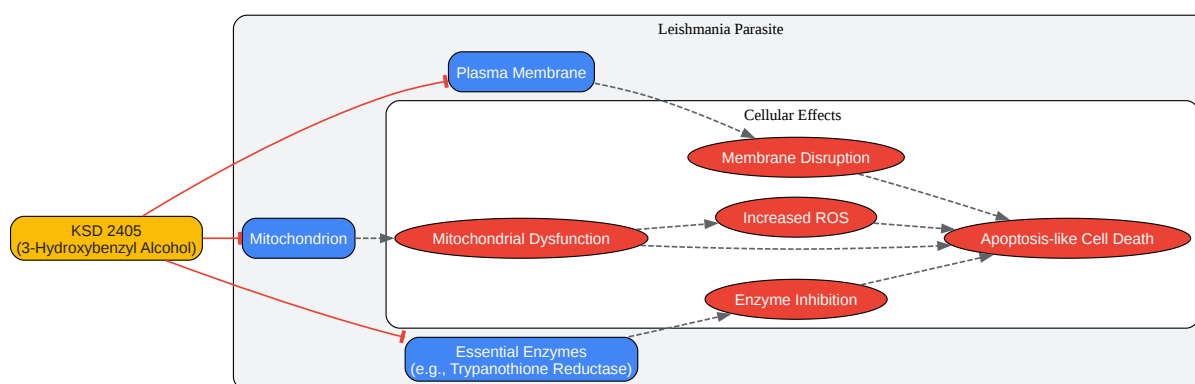 Leishmania Parasite
Plasma Membrane
Cellular Effects
Membrane Disruption
KSD 2405
(3-Hydroxybenzyl Alcohol)
Mitochondrion
Mitochondrial Dysfunction
Increased ROS
Apoptosis-like Cell Death
Enzyme Inhibition
Essential Enzymes
(e.g., Trypanothione Reductase)